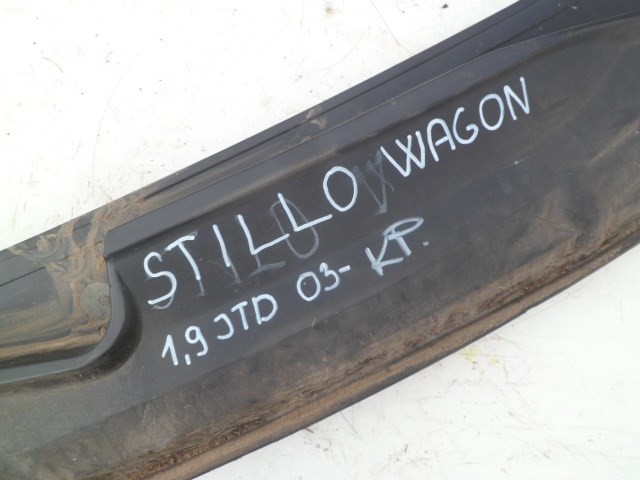 STILLO WAGON
1,9 JTD 03- KP.